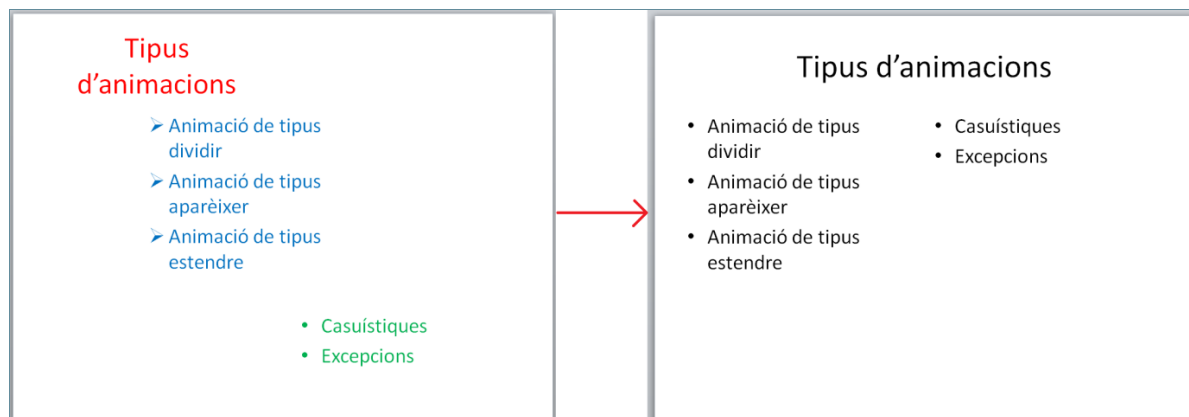 Tipus
d’animacions
➢ Animació de tipus
dividir
➢ Animació de tipus
aparèixer
➢ Animació de tipus
estendre
• Casuístiques
• Excepcions
Tipus d’animacions
• Animació de tipus
dividir
• Animació de tipus
aparèixer
• Animació de tipus
estendre
• Casuístiques
• Excepcions